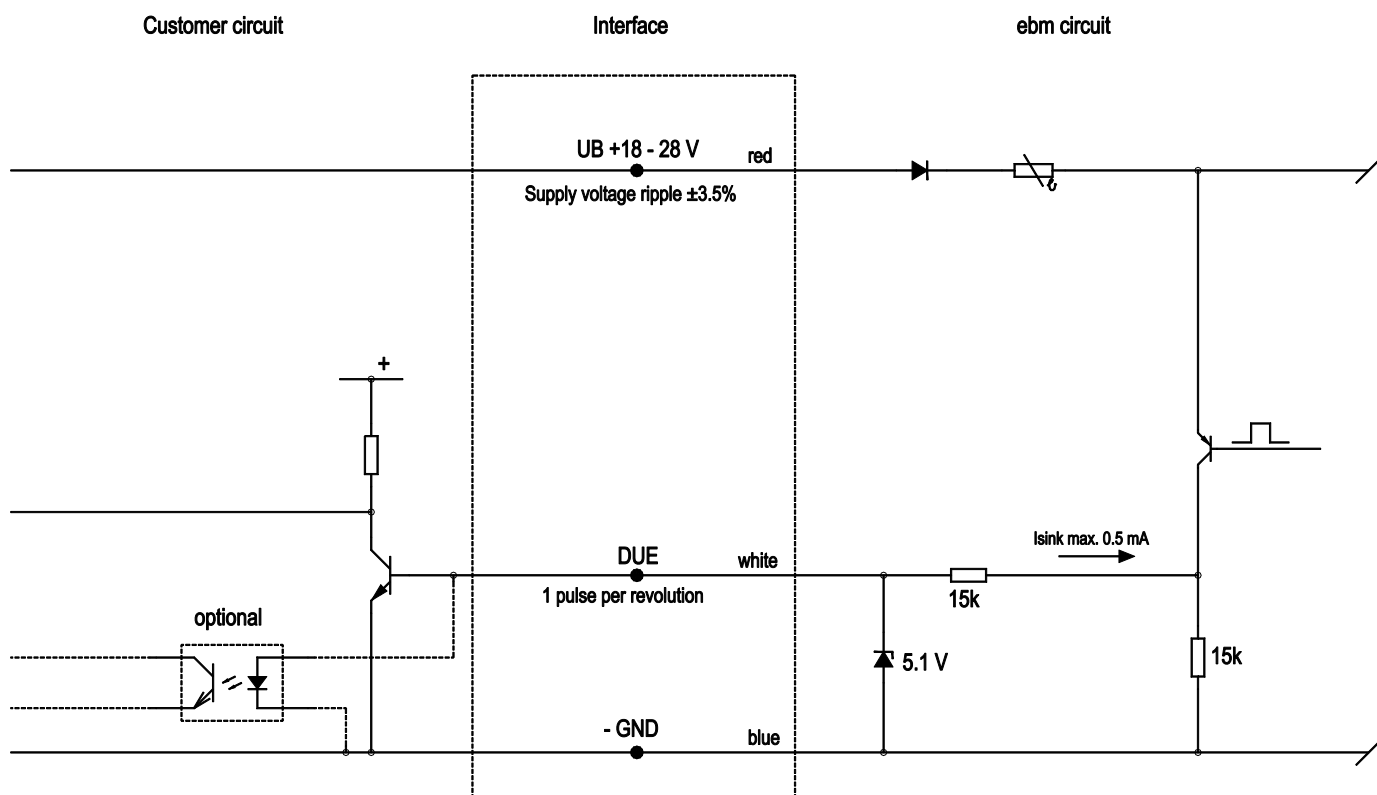 Customer circuit
Interface
ebm circuit
UB +18 - 28 V
red
Supply voltage ripple ±3.5%
+
Isink max. 0.5 mA
DUE
white
1 pulse per revolution
15k
optional
5.1 V
15k
- GND
blue